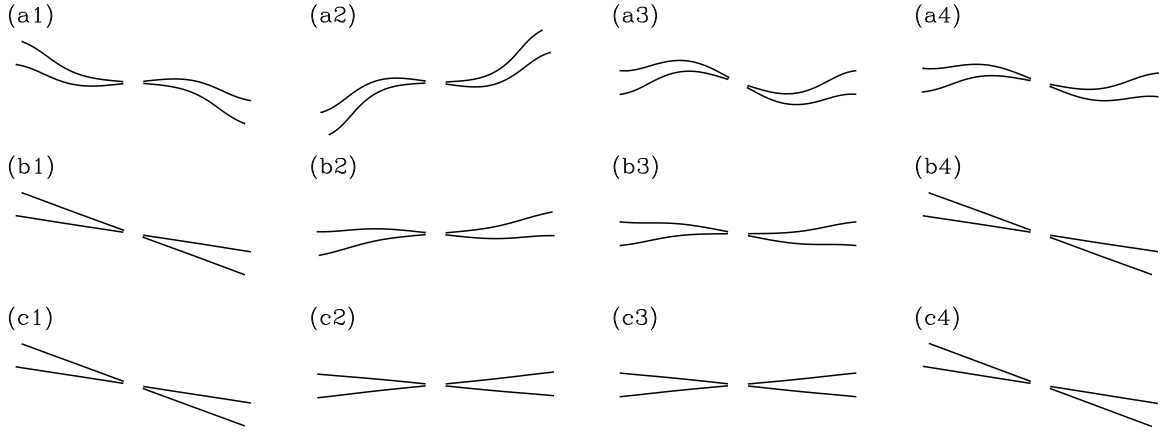 (a1) (a2) (a3) (a4)
(b1) (b2) (b3) (b4)
(c1) (c2) (c3) (c4)